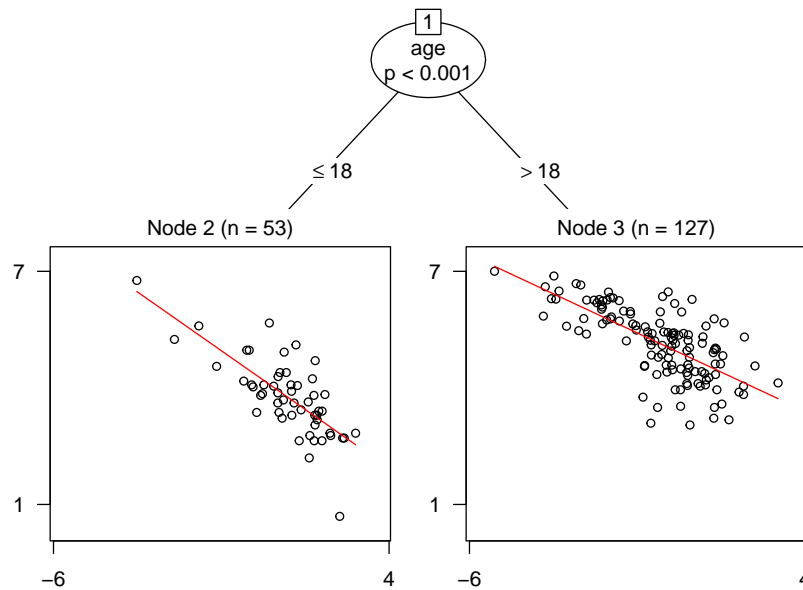 1
age
p < 0.001
≤ 18
> 18
Node 2 (n = 53)
Node 3 (n = 127)
7
1
−6
4
7
1
−6
4